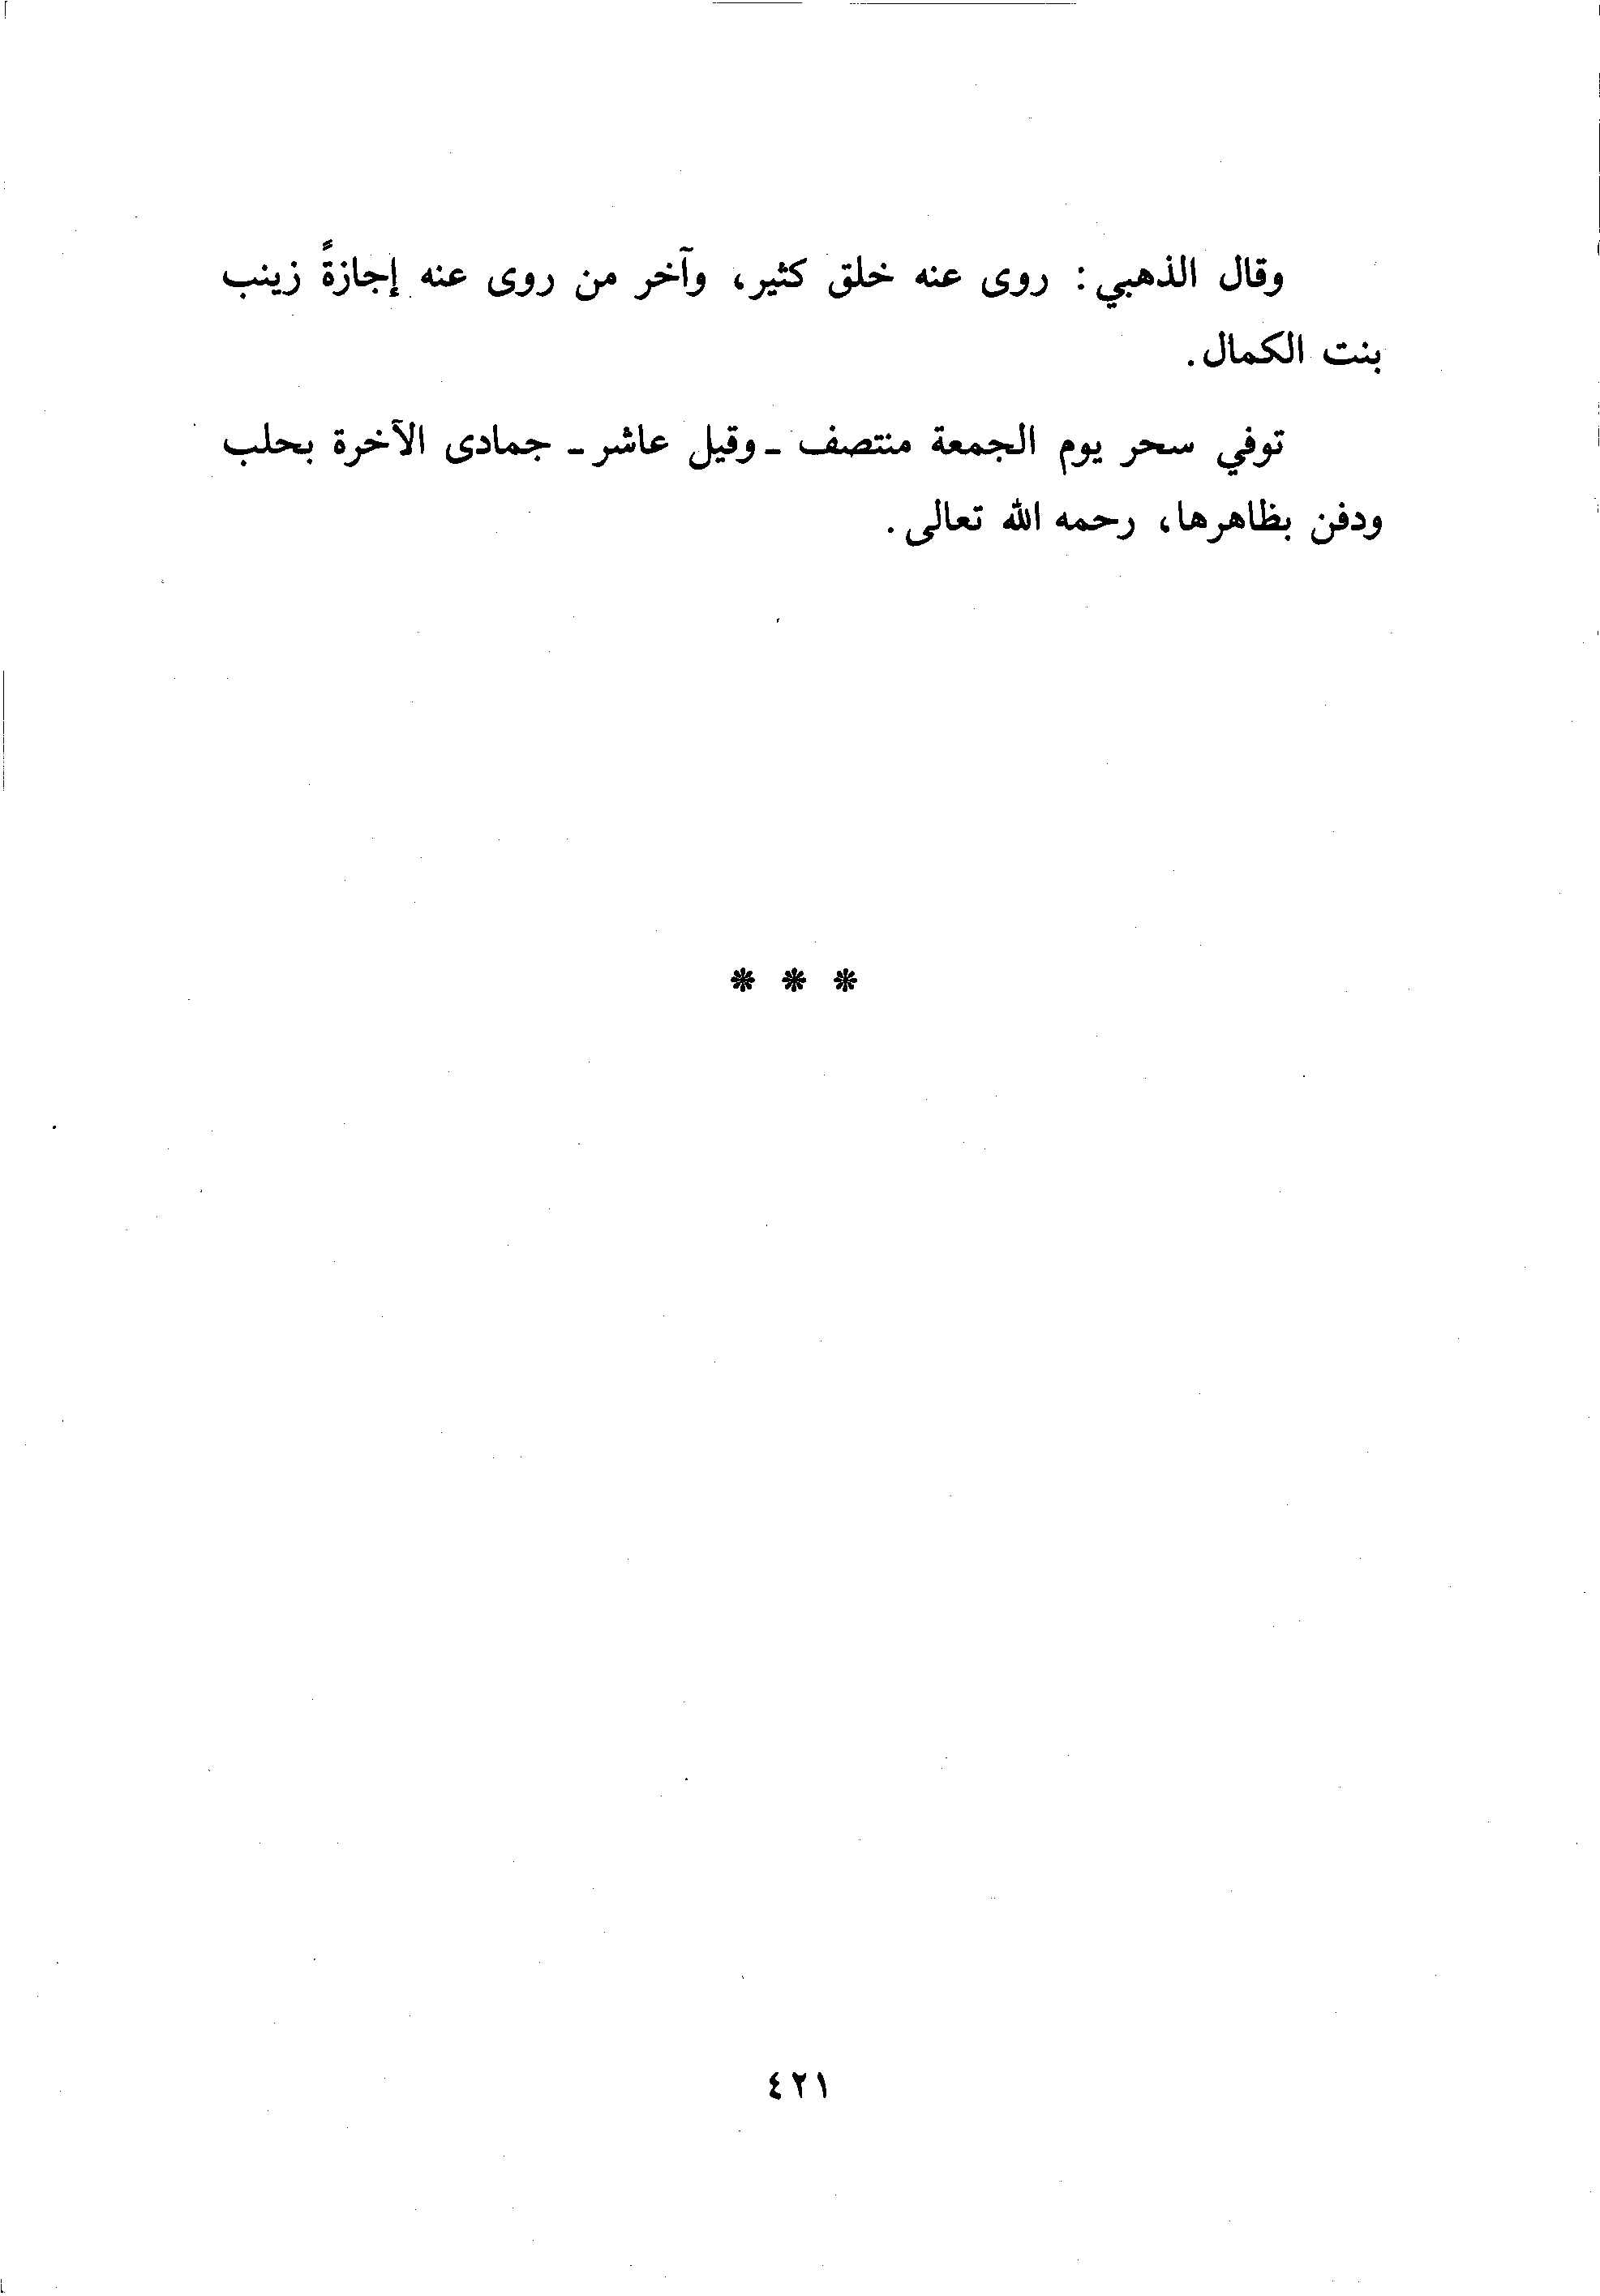 وقال الذهبي: روى عنه خلق كثير، وآخر من روى عنه إجازةً زينب
بنت الكمال.
توفي سحر يوم الجمعة منتصف - وقيل عاشر - جمادى الآخرة بحلب
ودفن بظاهرها، رحمه الله تعالى.
* * *
٤٢١